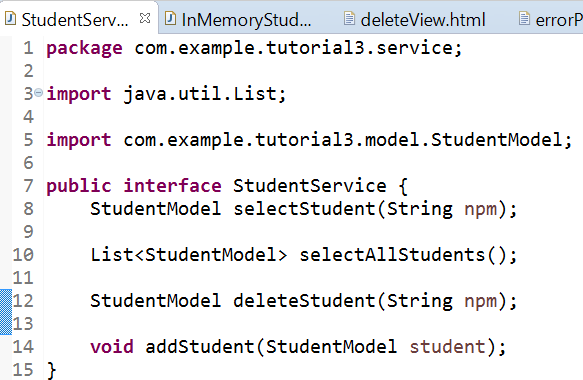 StudentServ... InMemoryStud... deleteView.html errorP
1 package com.example.tutorial3.service;
2
3 import java.util.List;
4
5 import com.example.tutorial3.model.StudentModel;
6
7 public interface StudentService {
8 StudentModel selectStudent(String npm);
9
10 List<StudentModel> selectAllStudents();
11
12 StudentModel deleteStudent(String npm);
13
14 void addStudent(StudentModel student);
15 }